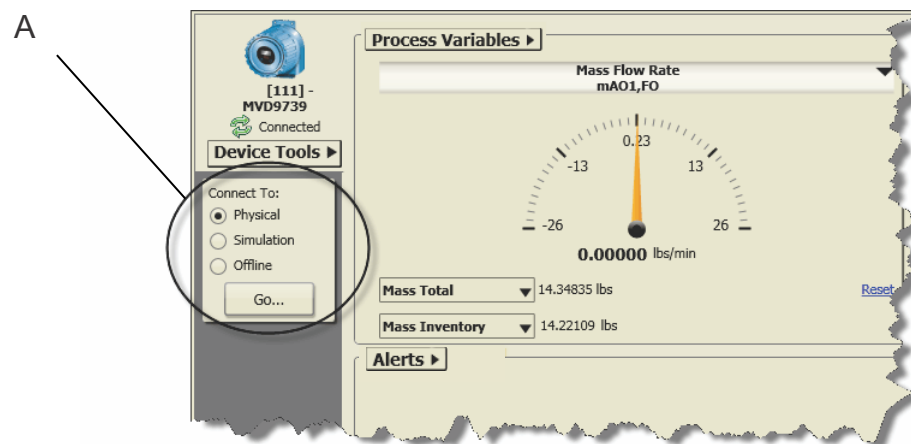 A
[111] -
MVD9739
Connected
Device Tools
Connect To:
Physical
Simulation
Offline
Go...
Process Variables
Mass Flow Rate
mAO1,FO
0.23
-13
13
-26
26
0.00000 lbs/min
Mass Total
14.34835 lbs
Reset
Mass Inventory
14.22109 lbs
Alerts